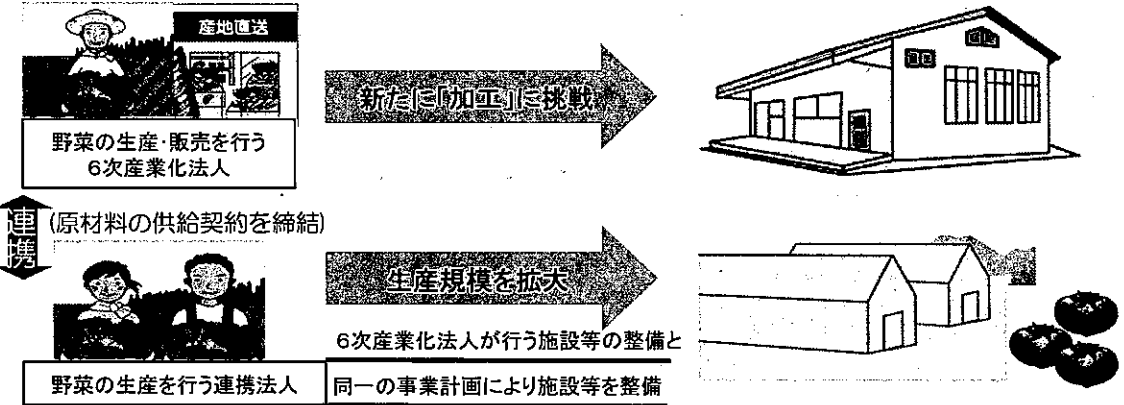 産地直送
新たに「加工」に挑戦
野菜の生産・販売を行う
6次産業化法人
連携
(原材料の供給契約を締結)
生産規模を拡大
6次産業化法人が行う施設等の整備と
野菜の生産を行う連携法人
同一の事業計画により施設等を整備